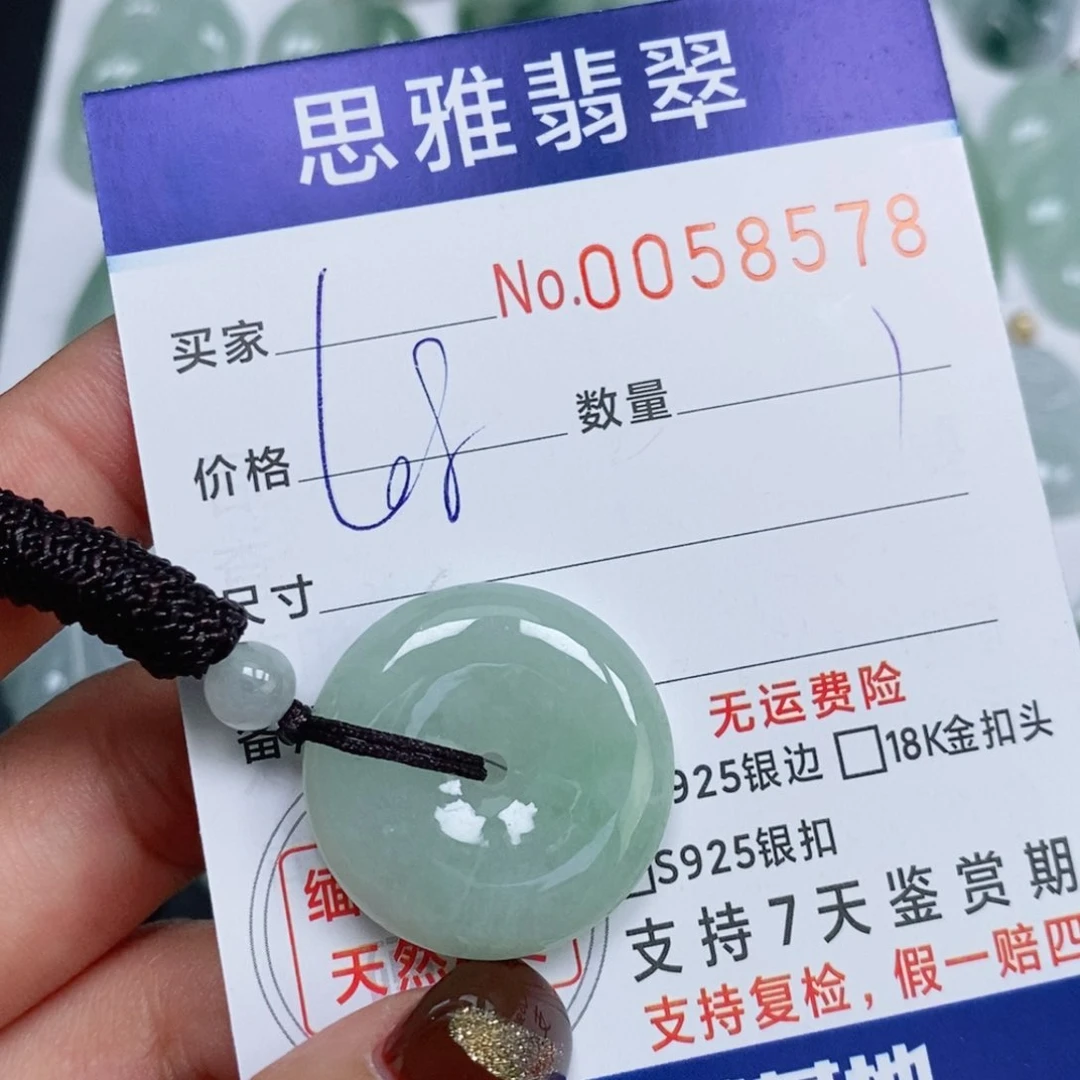 思雅翡翠
No.0058578
买家
价格 68 数量 1
尺寸
无运费险
925银边 □18K金扣头
S925银扣
支持7天鉴赏期
支持复检，假一赔四
缅
天然